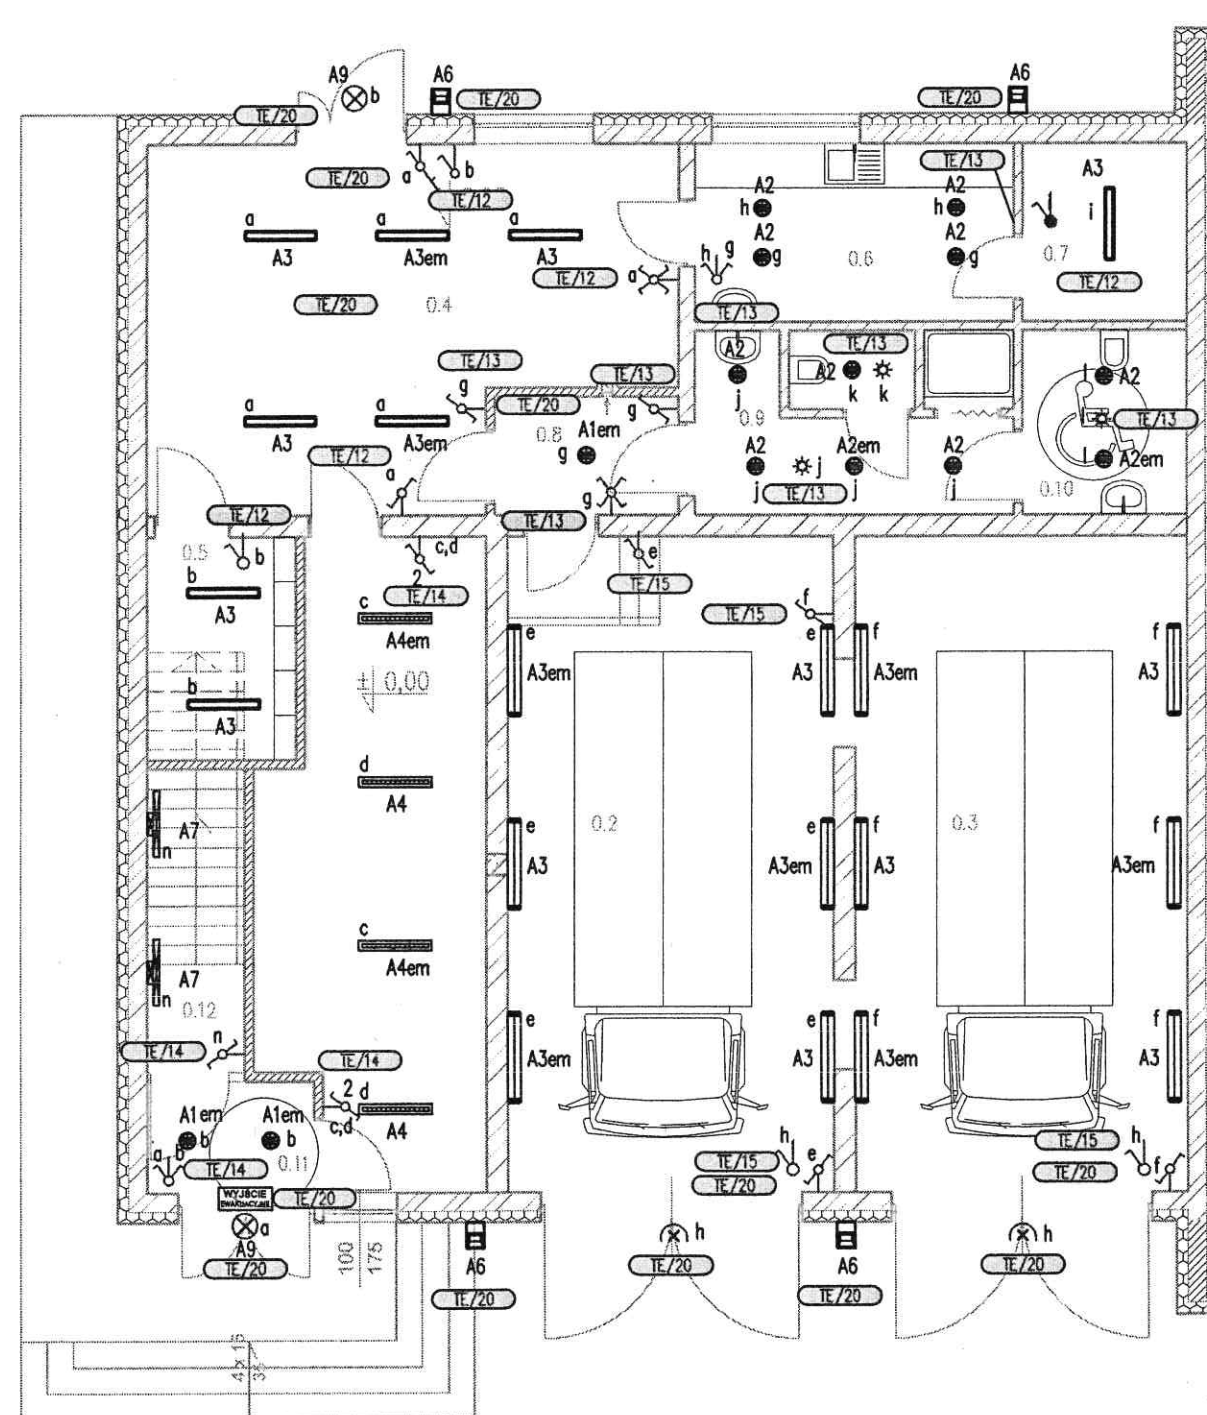 A9
b
A6
A6
TE/20
TE/20
TE/20
TE/13
A3
a
b
TE/20
TE/12
A2
h
A2
h
i
a
A3
a
A3em
a
A3
A2
g
A2
g
h
g
0.6
0.7
TE/12
a
TE/12
TE/20
0.4
TE/13
TE/13
TE/13
A2
j
TE/13
A2
k
k
l
A2
TE/13
g
TE/20
g
0.8
A1em
g
0.9
a
A3
a
A3em
TE/12
a
A2
j
j
A2em
j
A2
j
l
A2em
0.10
TE/13
g
TE/12
TE/13
0.5
b
c,d
2
e
b
A3
TE/14
TE/15
f
TE/15
c
A4em
e
A3em
e
A3
f
A3em
f
A3
± 0,00
b
A3
d
A4
A7
n
e
A3
0.2
e
A3em
f
A3
0.3
f
A3em
c
A4em
A7
n
0.12
e
A3em
e
A3
f
A3em
f
A3
n
TE/14
TE/14
2
d
c,d
A4
A1em
b
A1em
b
0.11
a
b
TE/14
TE/15
h
e
TE/20
TE/15
h
TE/20
f
WYJŚCIE
EWAKUACYJNE
TE/20
a
A9
TE/20
100
175
A6
TE/20
h
TE/20
A6
TE/20
h
TE/20